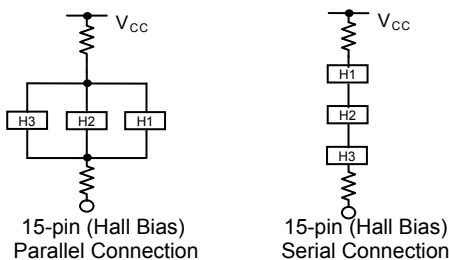 VCC
H3 H2 H1
15-pin (Hall Bias)
Parallel Connection
VCC
H1
H2
H3
15-pin (Hall Bias)
Serial Connection